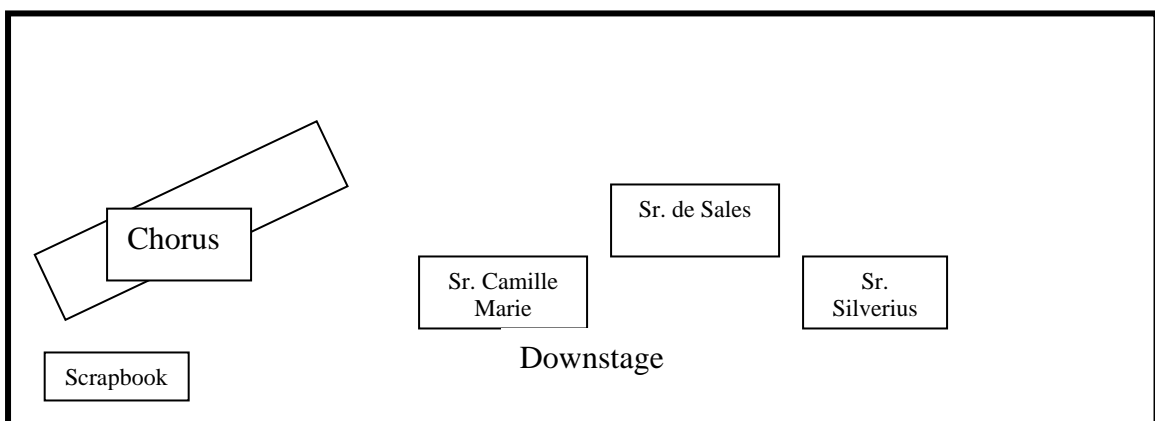 Sr. de Sales
Chorus
Sr. Camille
Marie
Sr.
Silverius
Downstage
Scrapbook